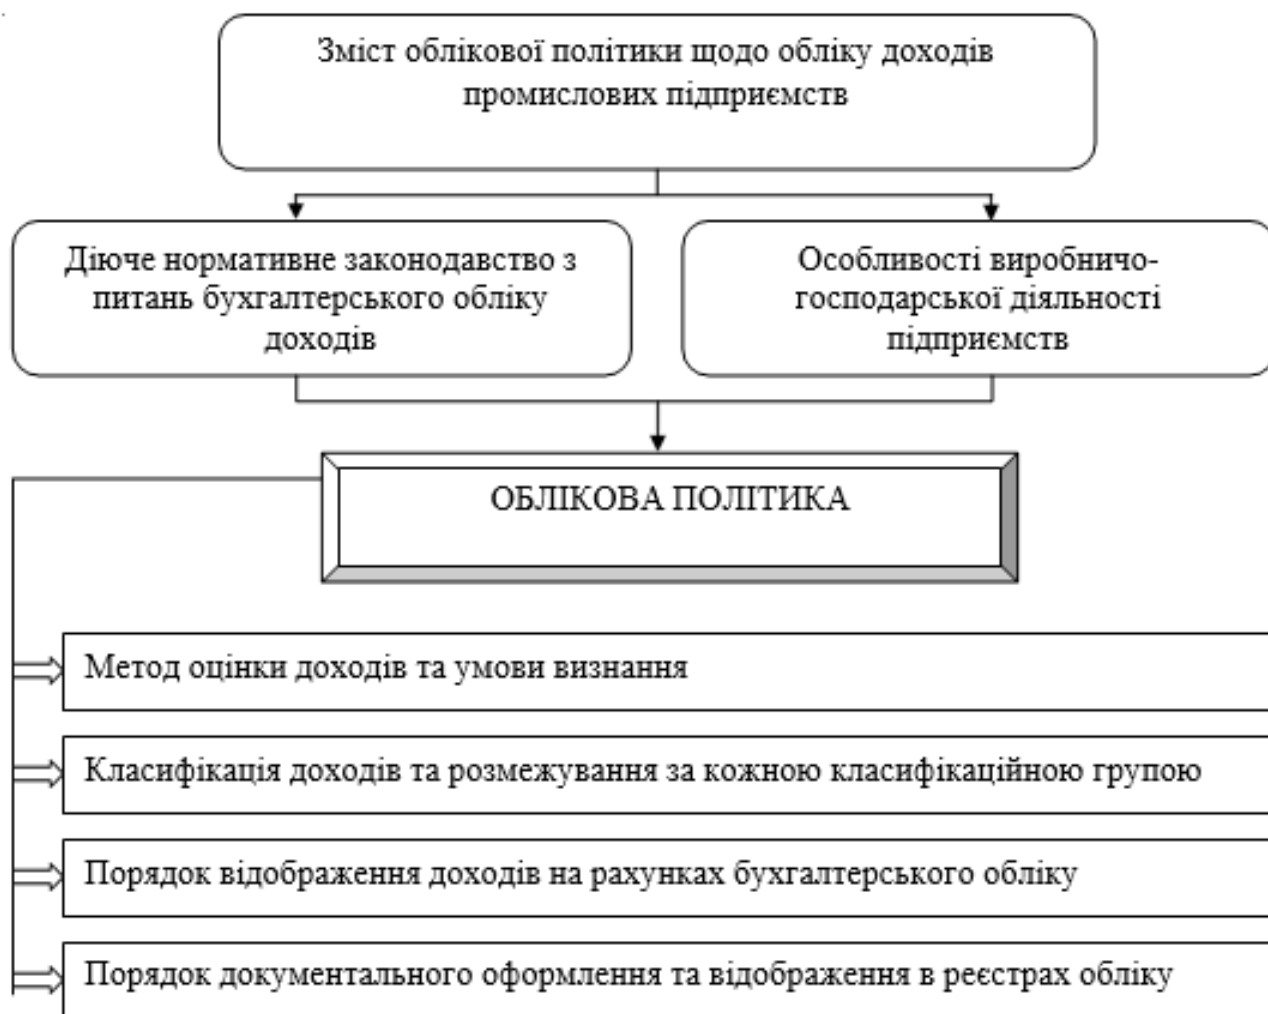 Зміст облікової політики щодо обліку доходів
промислових підприємств
Діюче нормативне законодавство з
питань бухгалтерського обліку
доходів
Особливості виробничо-
господарської діяльності
підприємств
ОБЛІКОВА ПОЛІТИКА
Метод оцінки доходів та умови визнання
Класифікація доходів та розмежування за кожною класифікаційною групою
Порядок відображення доходів на рахунках бухгалтерського обліку
Порядок документального оформлення та відображення в реєстрах обліку